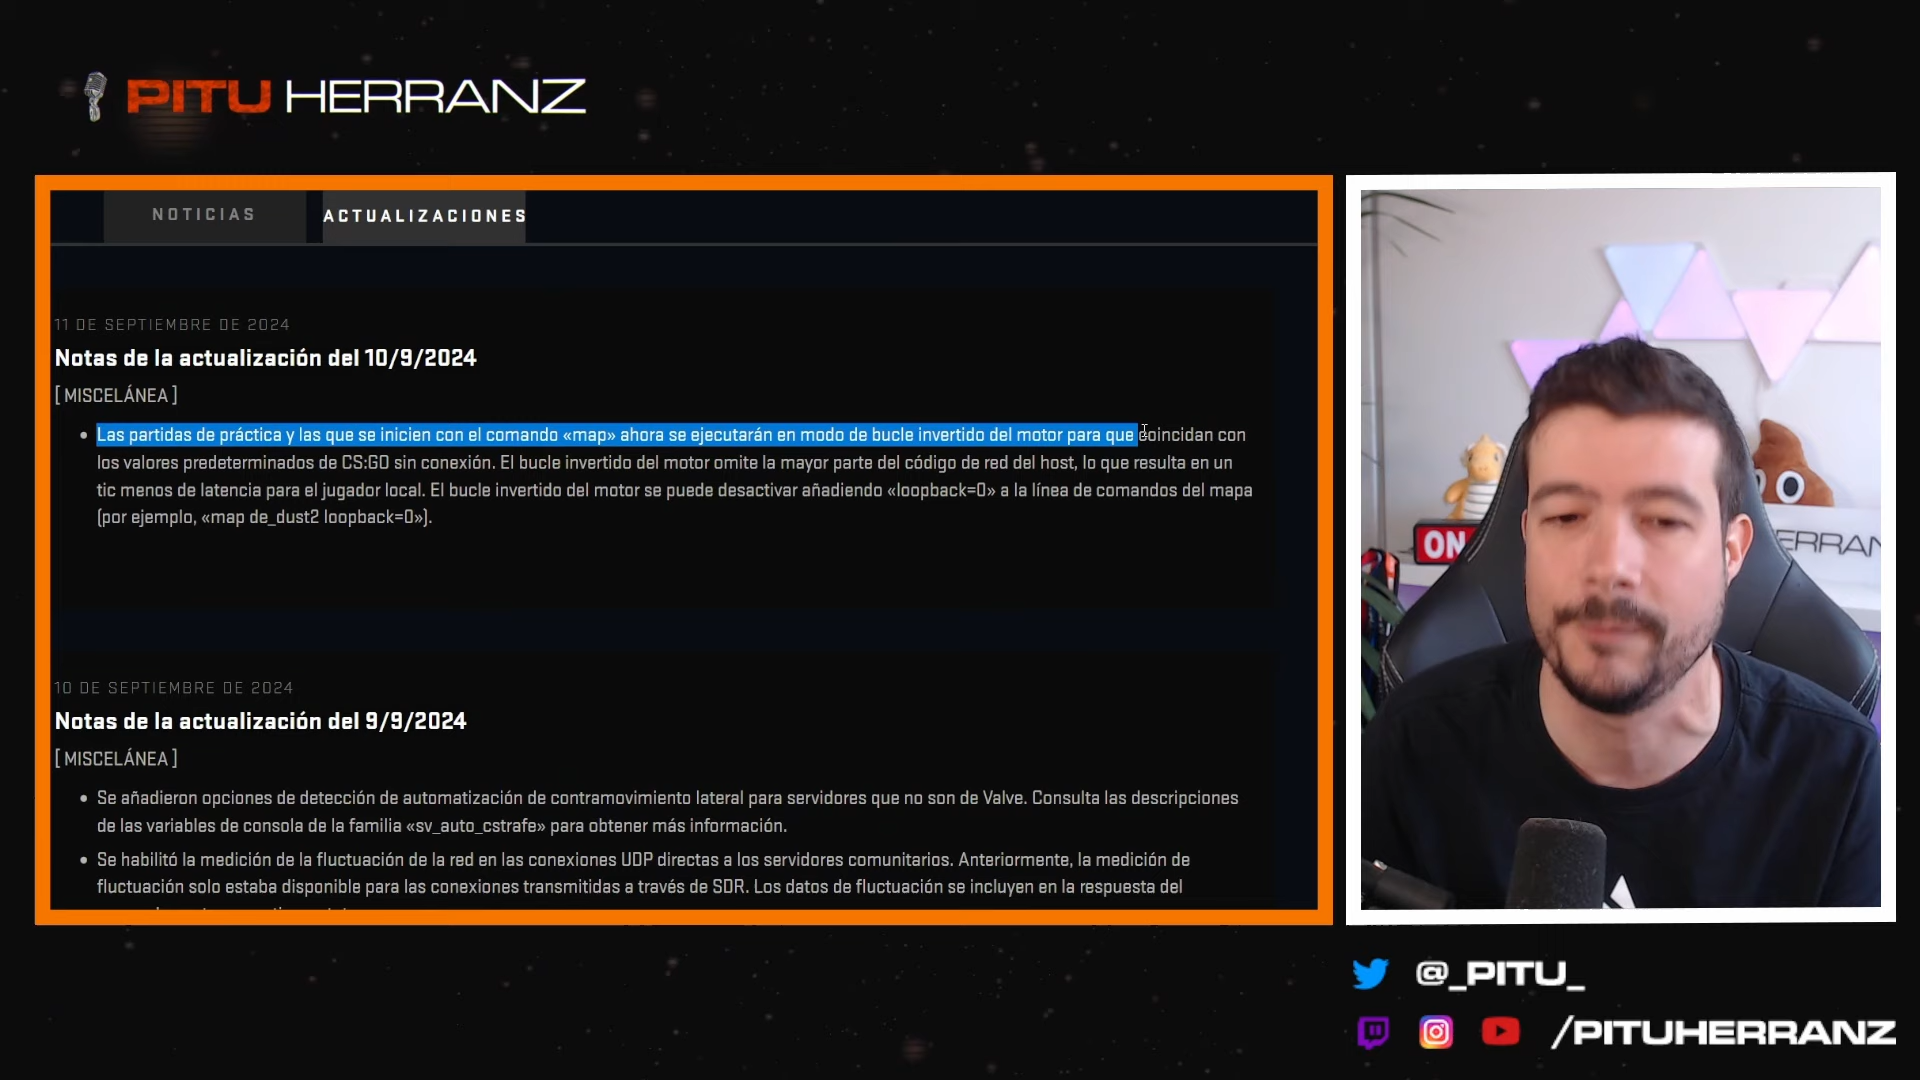 PITU HERRANZ
NOTICIAS
ACTUALIZACIONES
11 DE SEPTIEMBRE DE 2024
Notas de la actualización del 10/9/2024
[ MISCELÁNEA ]
Las partidas de práctica y las que se inicien con el comando «map» ahora se ejecutarán en modo de bucle invertido del motor para que coincidan con
los valores predeterminados de CS:GO sin conexión. El bucle invertido del motor omite la mayor parte del código de red del host, lo que resulta en un
tic menos de latencia para el jugador local. El bucle invertido del motor se puede desactivar añadiendo «loopback=0» a la línea de comandos del mapa
(por ejemplo, «map de_dust2 loopback=0»).
10 DE SEPTIEMBRE DE 2024
Notas de la actualización del 9/9/2024
[ MISCELÁNEA ]
Se añadieron opciones de detección de automatización de contramovimiento lateral para servidores que no son de Valve. Consulta las descripciones
de las variables de consola de la familia «sv_auto_cstrafe» para obtener más información.
Se habilitó la medición de la fluctuación de la red en las conexiones UDP directas a los servidores comunitarios. Anteriormente, la medición de
fluctuación solo estaba disponible para las conexiones transmitidas a través de SDR. Los datos de fluctuación se incluyen en la respuesta del
ON
ERRAN
@_PITU_
/PITUHERRANZ